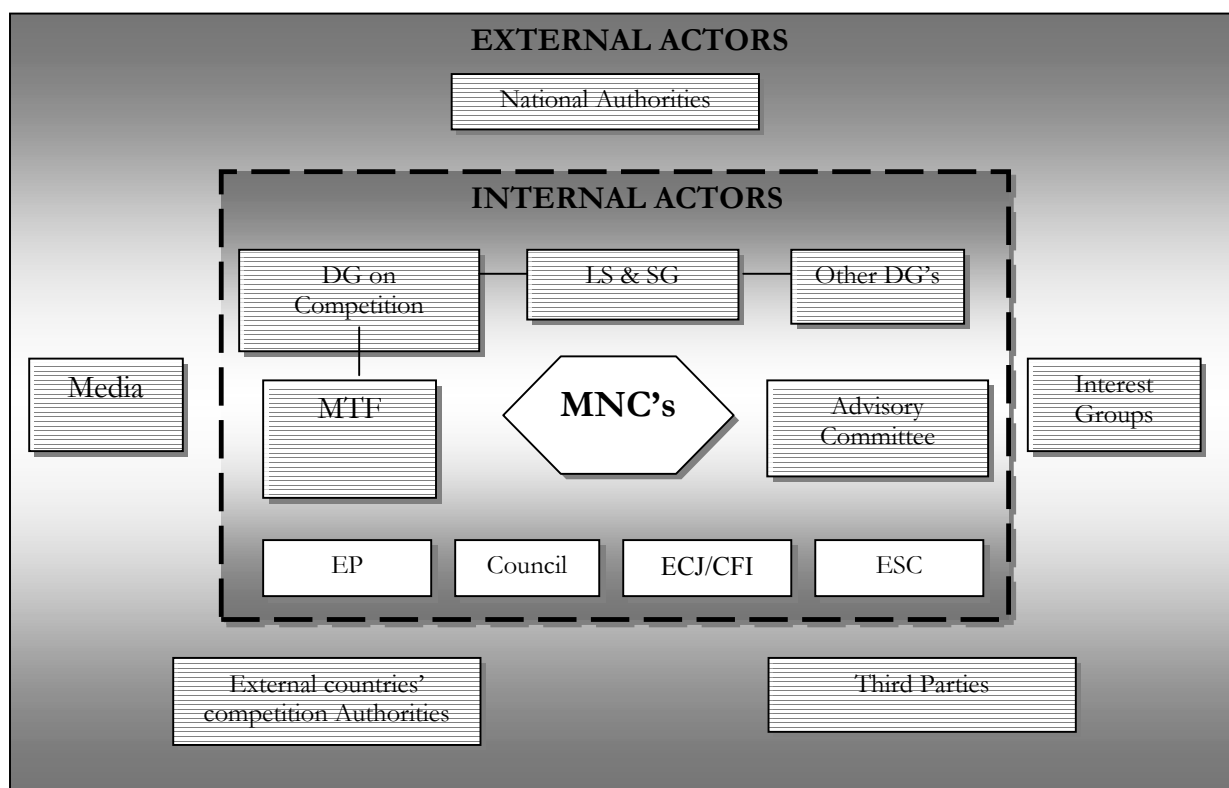 EXTERNAL ACTORS
National Authorities
INTERNAL ACTORS
DG on
Competition
LS & SG
Other DG's
Media
MTF
MNC's
Advisory
Committee
Interest
Groups
EP
Council
ECJ/CFI
ESC
External countries'
competition Authorities
Third Parties